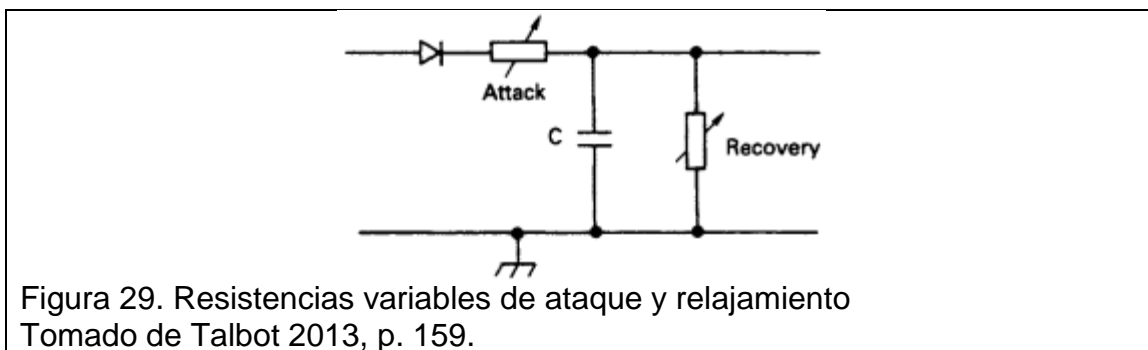 Attack
C
Recovery
Figura 29. Resistencias variables de ataque y relajamiento
Tomado de Talbot 2013, p. 159.